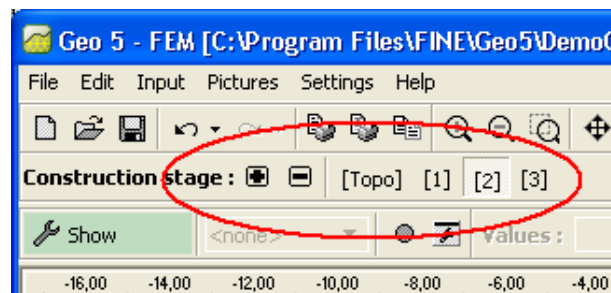 Geo 5 - FEM [C:\Program Files\FINE\Geo5\Demo
File Edit Input Pictures Settings Help
Construction stage : [Topo] [1] [2] [3]
Show <none> Values :
-16,00 -14,00 -12,00 -10,00 -8,00 -6,00 -4,00